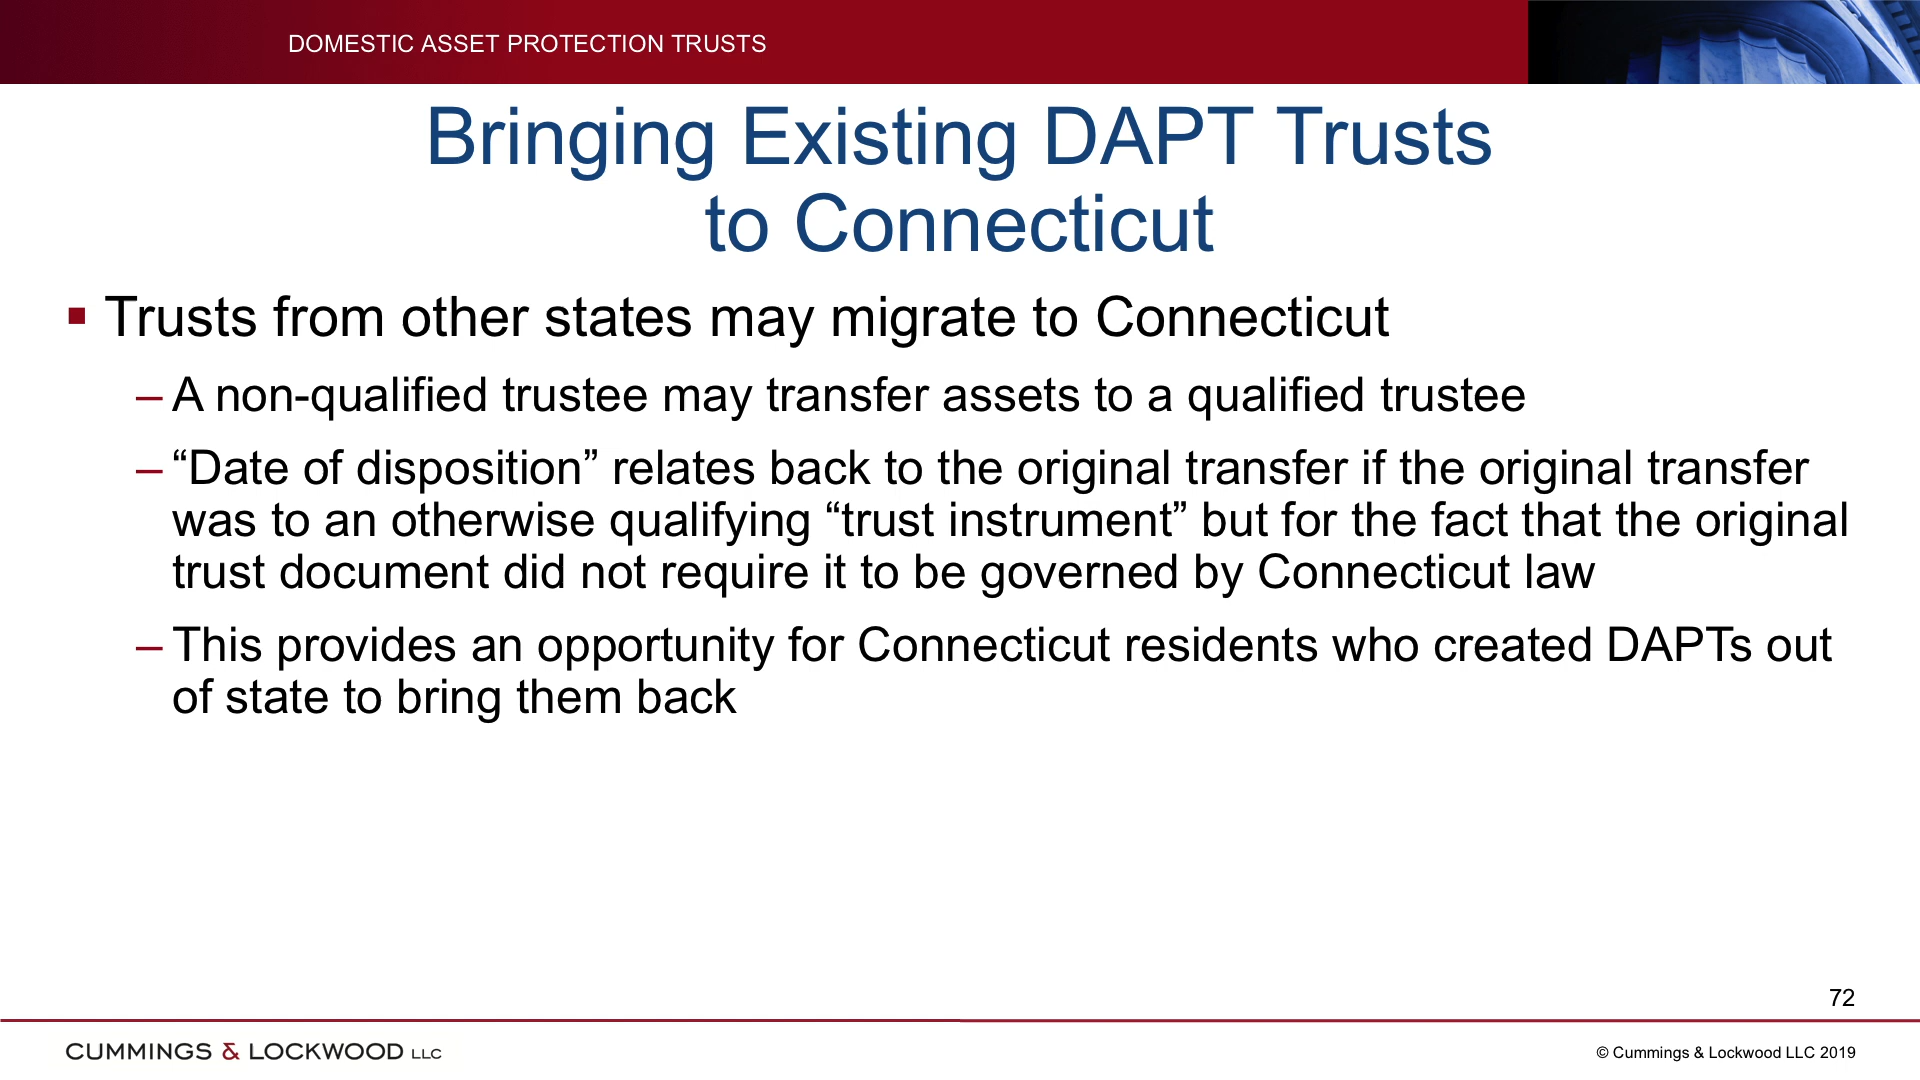 DOMESTIC ASSET PROTECTION TRUSTS
Bringing Existing DAPT Trusts
to Connecticut
▪ Trusts from other states may migrate to Connecticut
– A non-qualified trustee may transfer assets to a qualified trustee
– “Date of disposition” relates back to the original transfer if the original transfer
was to an otherwise qualifying “trust instrument” but for the fact that the original
trust document did not require it to be governed by Connecticut law
– This provides an opportunity for Connecticut residents who created DAPTs out
of state to bring them back
72
CUMMINGS & LOCKWOOD LLC
© Cummings & Lockwood LLC 2019